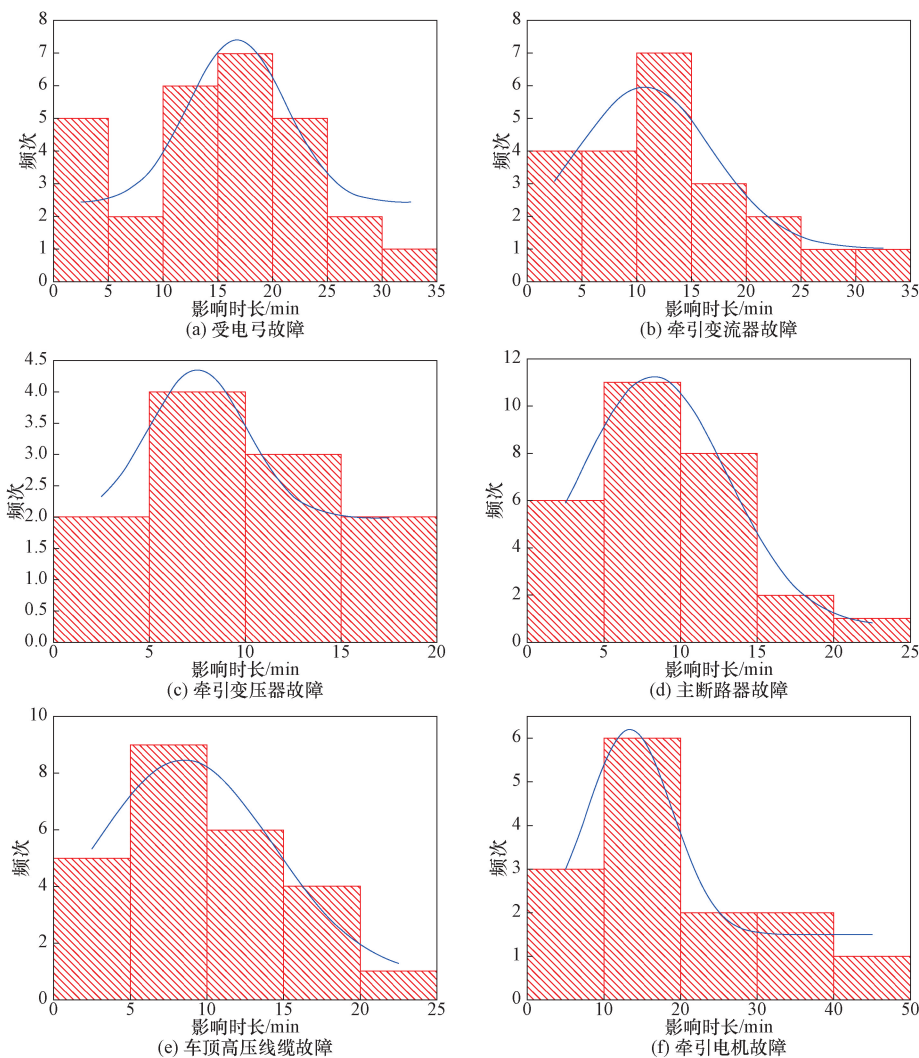 8
7
6
5
4
3
2
1
0
频次
0 5 10 15 20 25 30 35
影响时长/min
(a) 受电弓故障
8
7
6
5
4
3
2
1
0
频次
0 5 10 15 20 25 30 35
影响时长/min
(b) 牵引变流器故障
4.5
4.0
3.5
3.0
2.5
2.0
1.5
1.0
0.5
0.0
频次
0 5 10 15 20
影响时长/min
(c) 牵引变压器故障
12
10
8
6
4
2
0
频次
0 5 10 15 20 25
影响时长/min
(d) 主断路器故障
10
8
6
4
2
0
频次
0 5 10 15 20 25
影响时长/min
(e) 车顶高压线缆故障
6
5
4
3
2
1
0
频次
0 10 20 30 40 50
影响时长/min
(f) 牵引电机故障